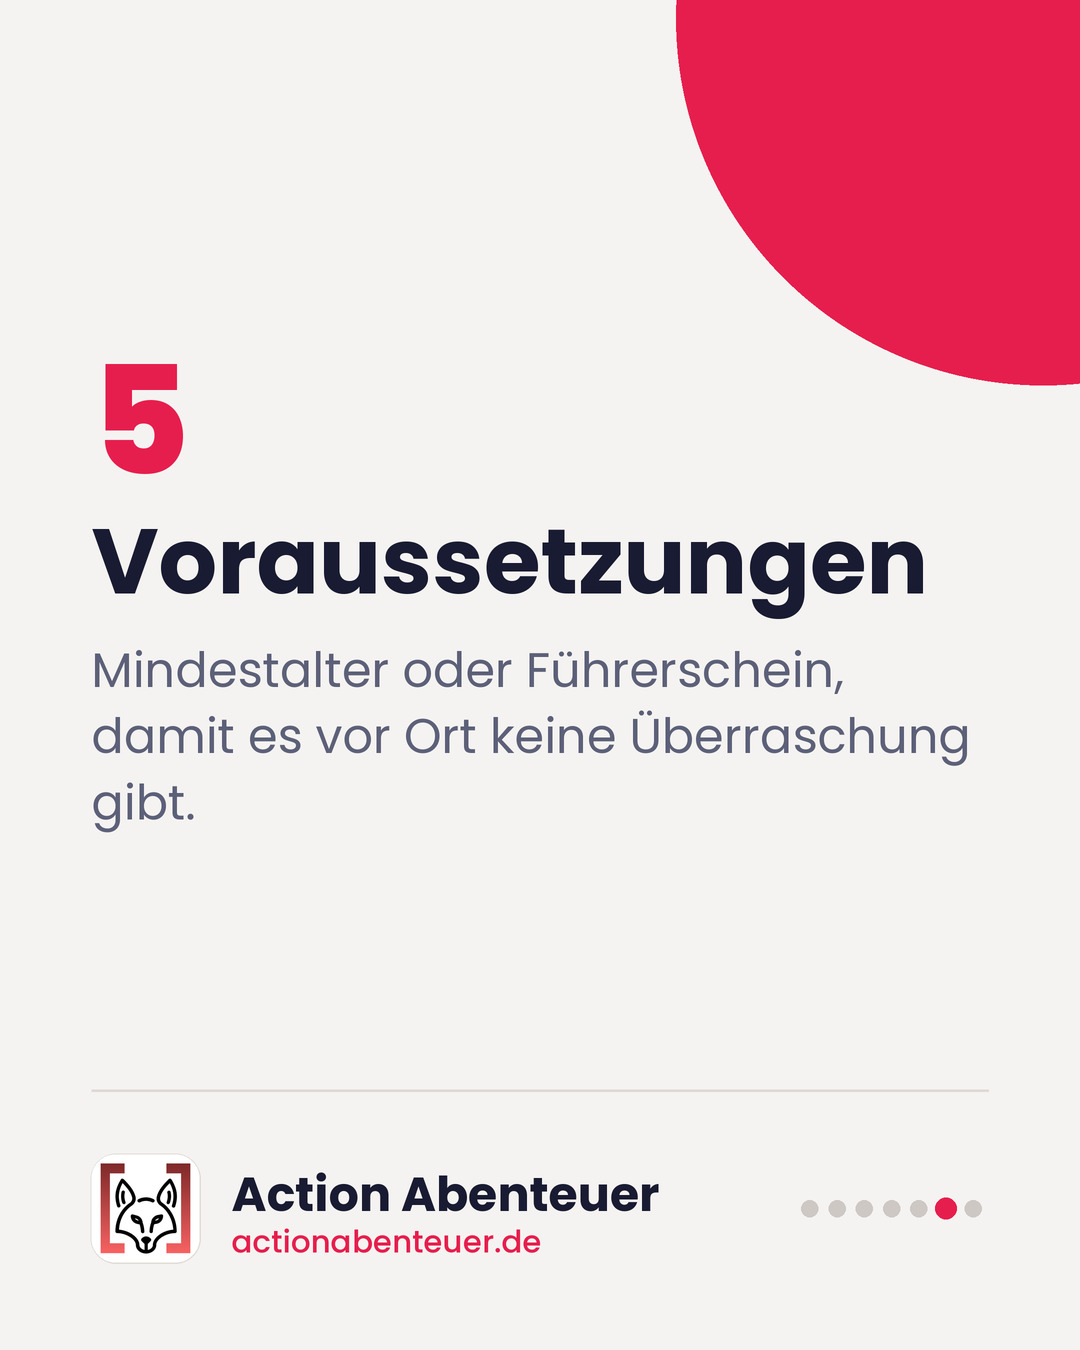 5
Voraussetzungen
Mindestalter oder Führerschein,
damit es vor Ort keine Überraschung
gibt.
Action Abenteuer
actionabenteuer.de